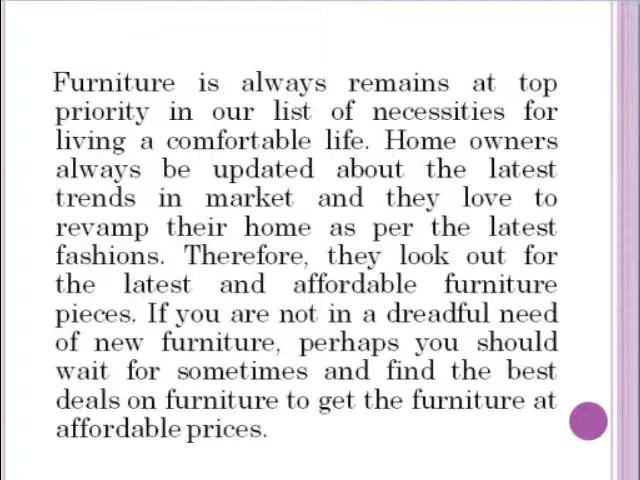 Furniture is always remains at top
priority in our list of necessities for
living a comfortable life. Home owners
always be updated about the latest
trends in market and they love to
revamp their home as per the latest
fashions. Therefore, they look out for
the latest and affordable furniture
pieces. If you are not in a dreadful need
of new furniture, perhaps you should
wait for sometimes and find the best
deals on furniture to get the furniture at
affordable prices.